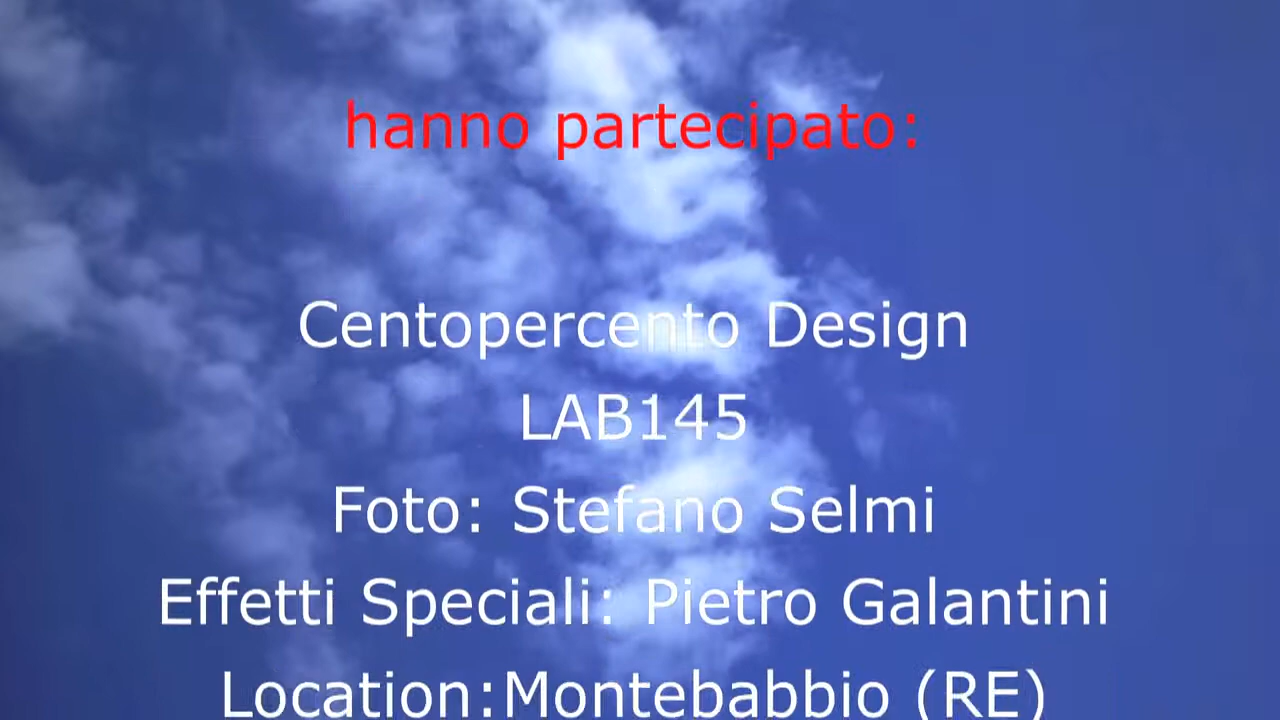 hanno partecipato:
Centopercento Design
LAB145
Foto: Stefano Selmi
Effetti Speciali: Pietro Galantini
Location:Montebabbio (RE)